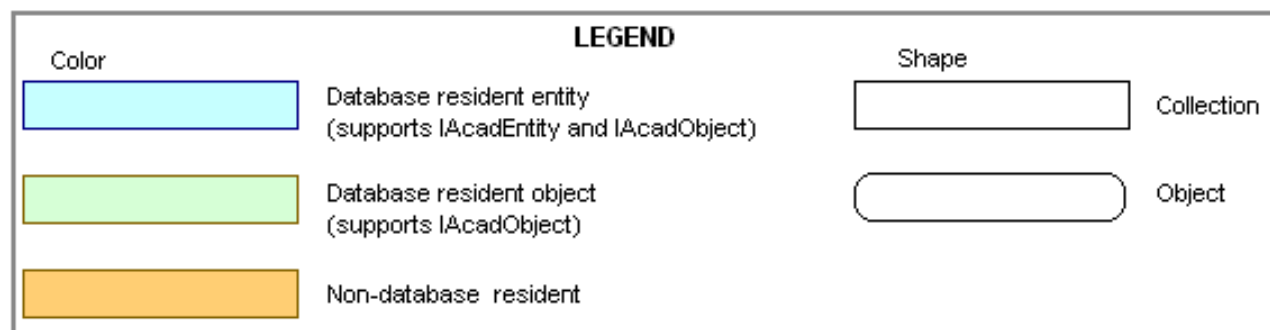 LEGEND
Color
Shape
Database resident entity
(supports IAcadEntity and IAcadObject)
Collection
Database resident object
(supports IAcadObject)
Object
Non-database resident